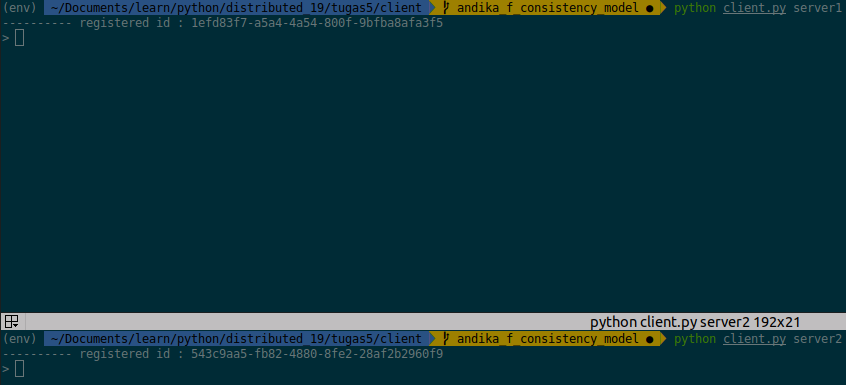 (env) ~/Documents/learn/python/distributed_19/tugas5/client andika_f_consistency_model ● python client.py server1
---------- registered id : 1efd83f7-a5a4-4a54-800f-9bfba8afa3f5
>
python client.py server2 192x21
(env) ~/Documents/learn/python/distributed_19/tugas5/client andika_f_consistency_model ● python client.py server2
---------- registered id : 543c9aa5-fb82-4880-8fe2-28af2b2960f9
>